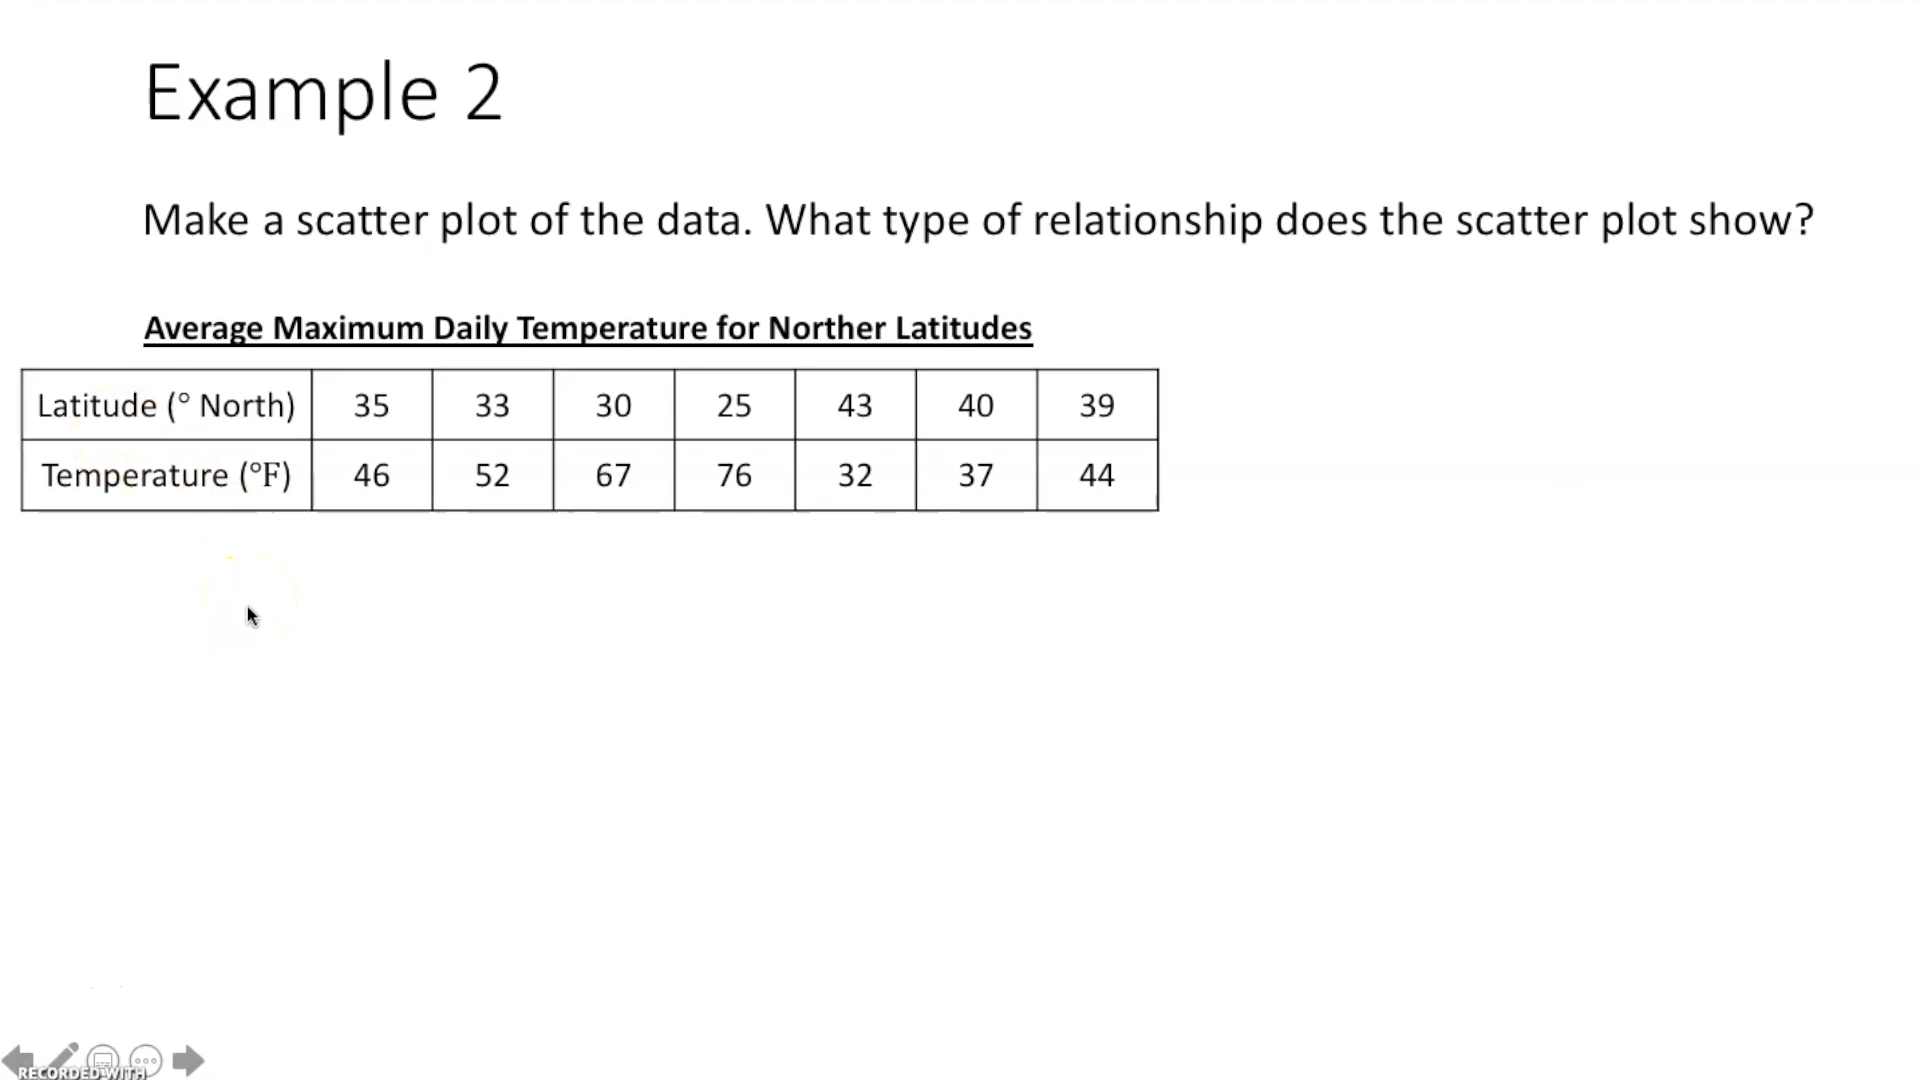 Example 2
Make a scatter plot of the data. What type of relationship does the scatter plot show?
Average Maximum Daily Temperature for Norther Latitudes
Latitude (° North) 35 33 30 25 43 40 39
Temperature (°F) 46 52 67 76 32 37 44
RECORDED WITH